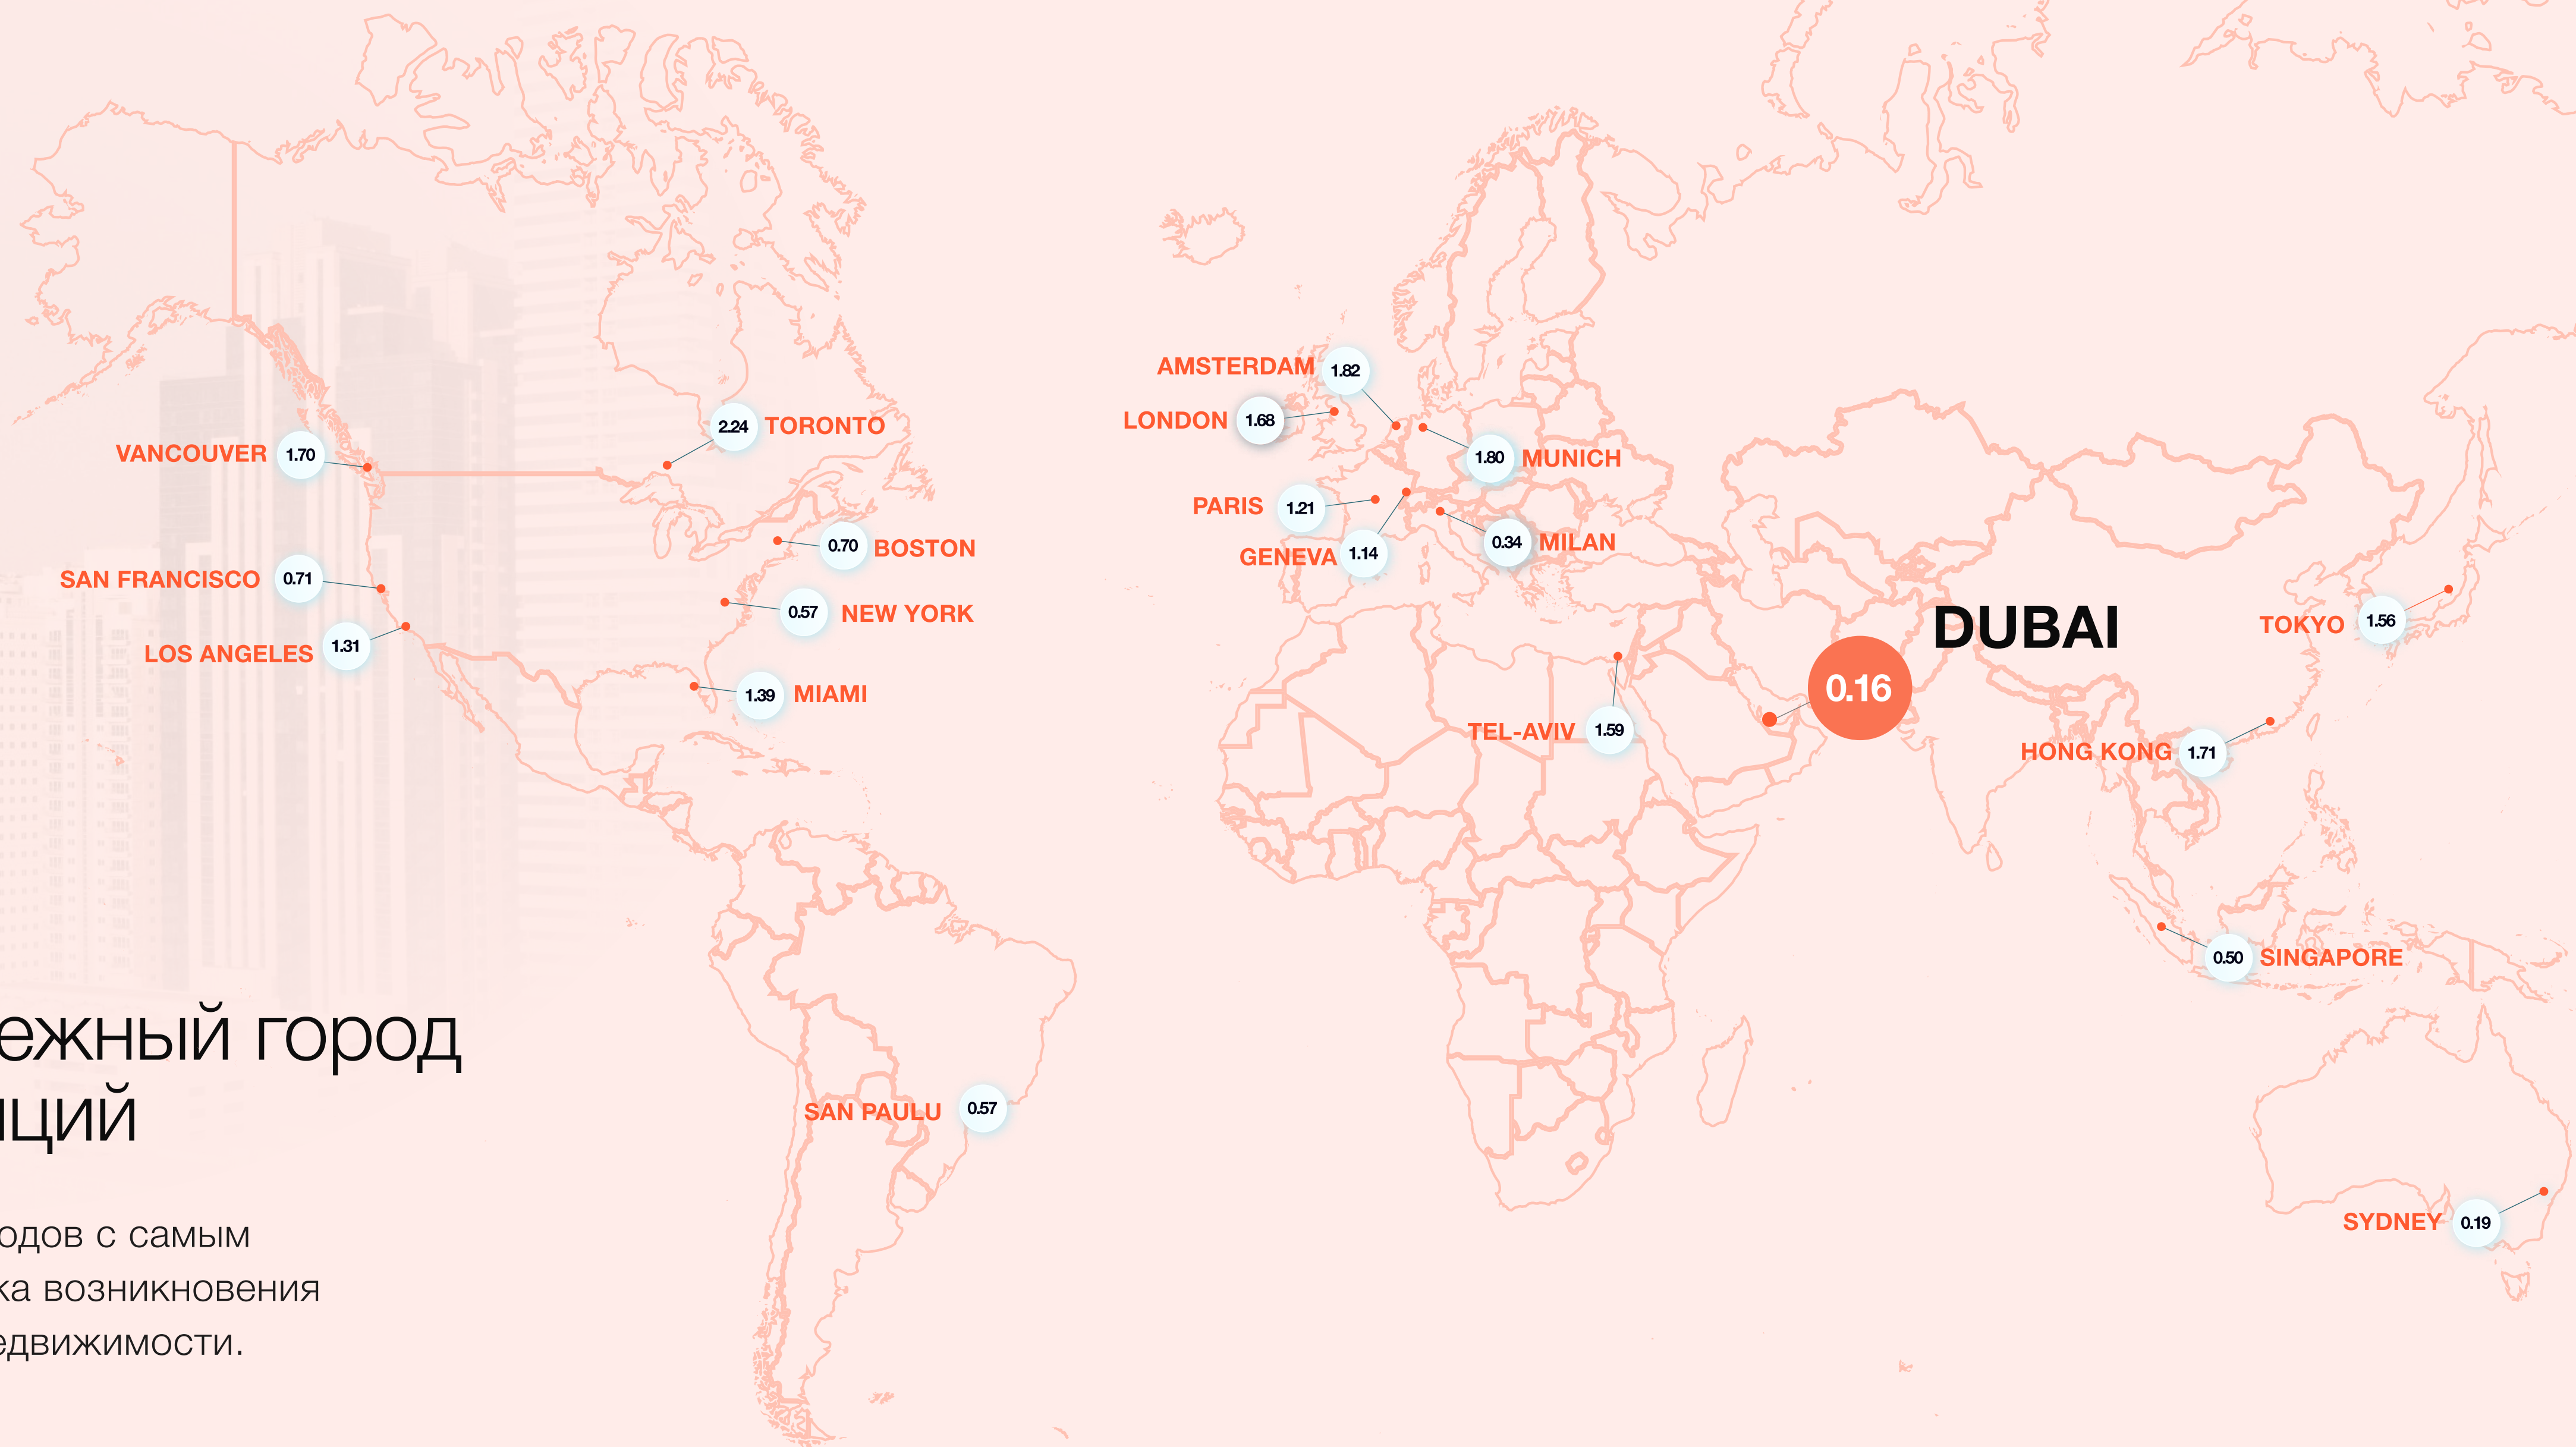 AMSTERDAM 1.82
LONDON 1.68
2.24 TORONTO
VANCOUVER 1.70
1.80 MUNICH
PARIS 1.21
0.70 BOSTON
GENEVA 1.14
0.34 MILAN
SAN FRANCISCO 0.71
0.57 NEW YORK
DUBAI
0.16
TOKYO 1.56
LOS ANGELES 1.31
1.39 MIAMI
TEL-AVIV 1.59
HONG KONG 1.71
0.50 SINGAPORE
ежный город
ций
SAN PAULU 0.57
SYDNEY 0.19
одов с самым
ка возникновения
едвижимости.